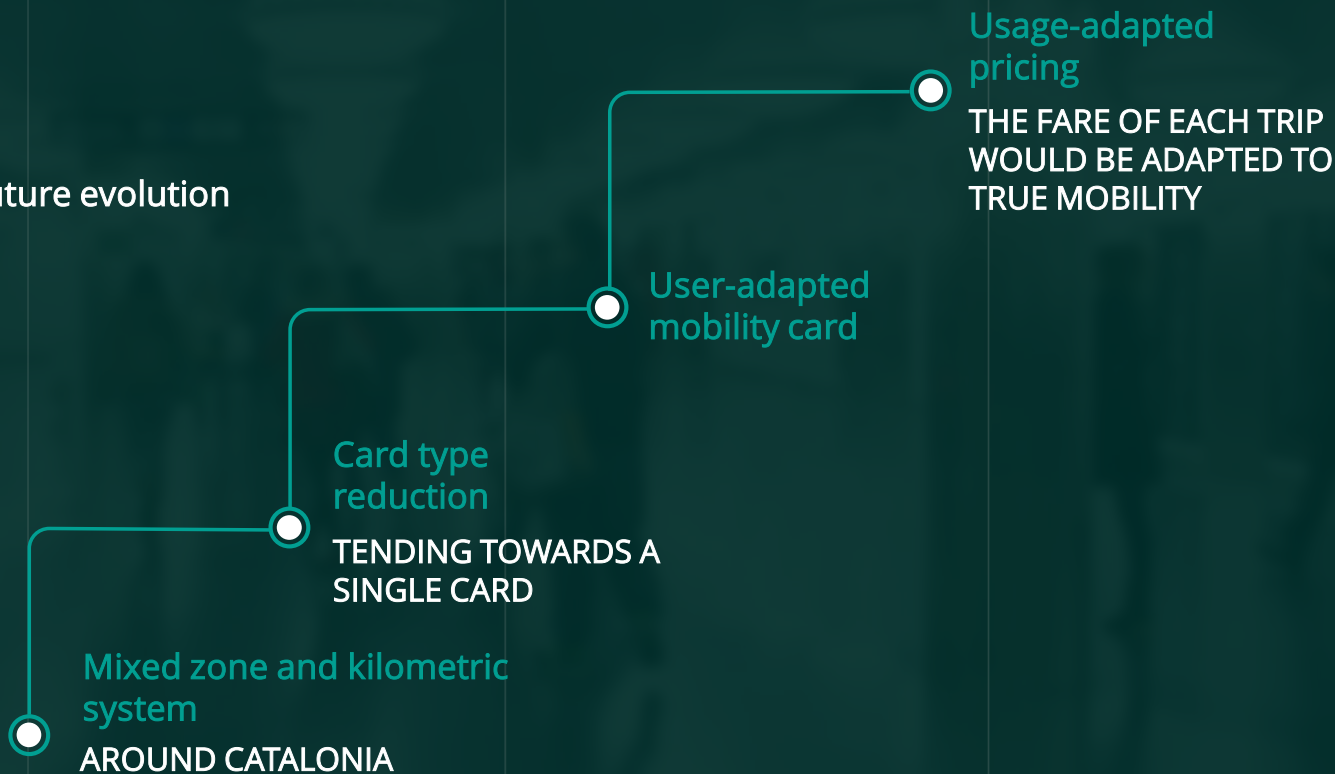 Usage-adapted
pricing
THE FARE OF EACH TRIP
WOULD BE ADAPTED TO
TRUE MOBILITY
evolution
User-adapted
mobility card
Card type
reduction
TENDING TOWARDS A
SINGLE CARD
Mixed zone and kilometric
system
AROUND CATALONIA